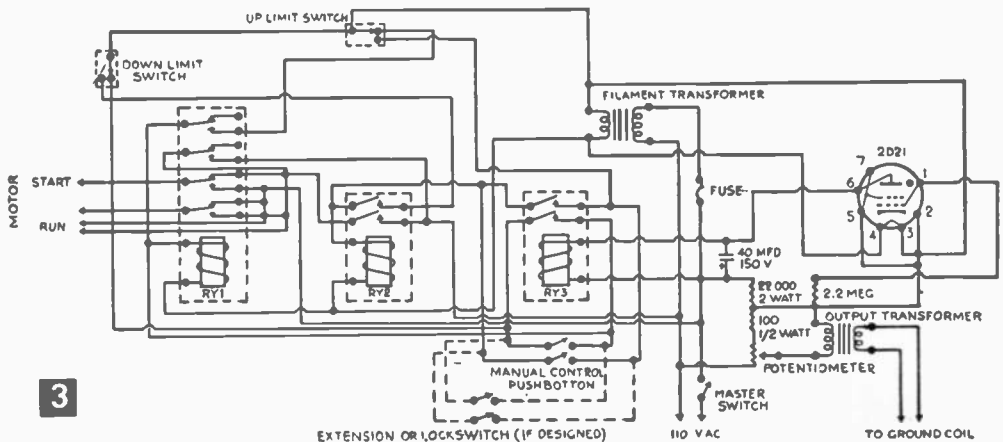 UP LIMIT SWITCH
DOWN LIMIT
SWITCH
FILAMENT TRANSFORMER
7
2D21
1
6
MOTOR
START
FUSE
5
2
4
3
RUN
40 MFD
150 V
+
RY1
RY2
RY3
22 000
2 WATT
2.2 MEG
100
1/2 WATT
OUTPUT TRANSFORMER
MANUAL CONTROL
PUSHBOTTON
POTENTIOMETER
3
MASTER
SWITCH
EXTENSION OR LOCKSWITCH (IF DESIGNED)
110 VAC
TO GROUND COIL